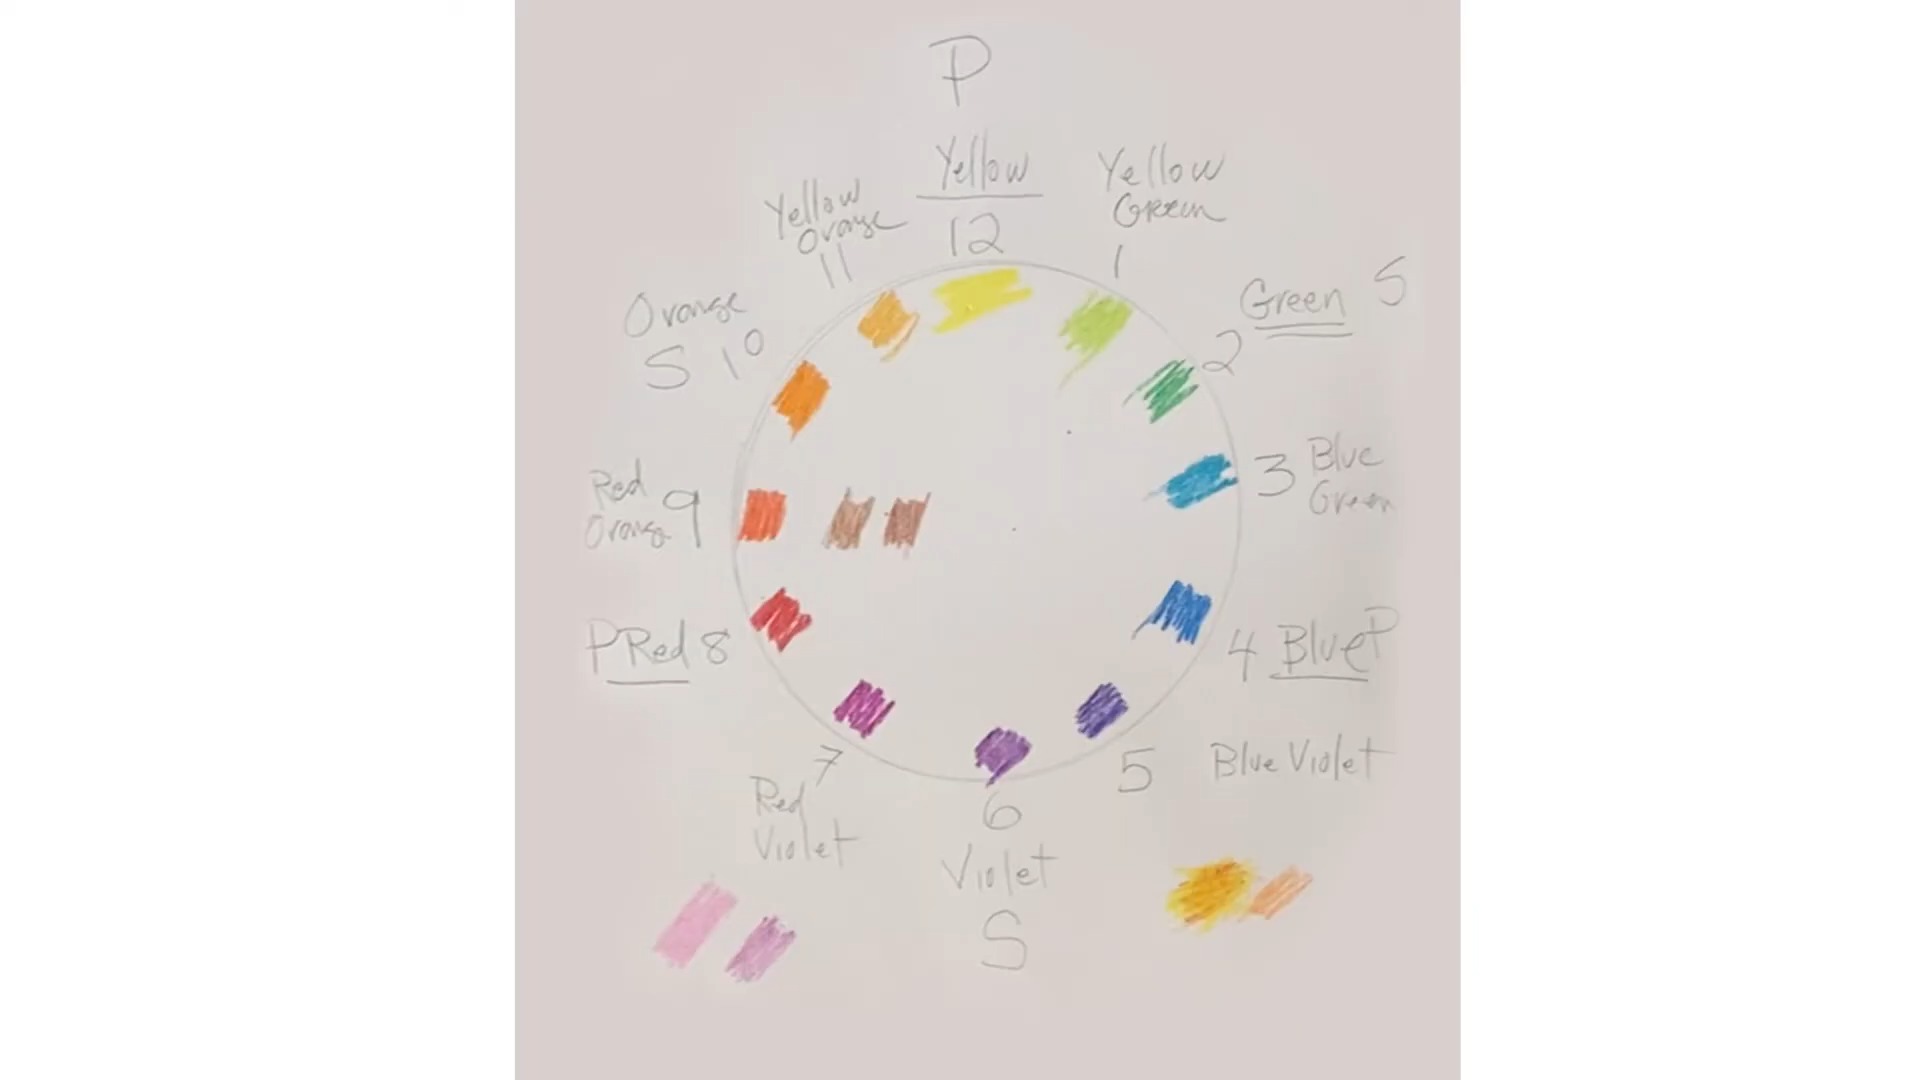 P
Yellow
12
Yellow
Green
1
Green S
2
3 Blue
Green
4 Blue P
5 Blue Violet
6
Violet
S
7
Red
Violet
P Red 8
Red
Orange 9
Orange
S 10
Yellow
Orange
11